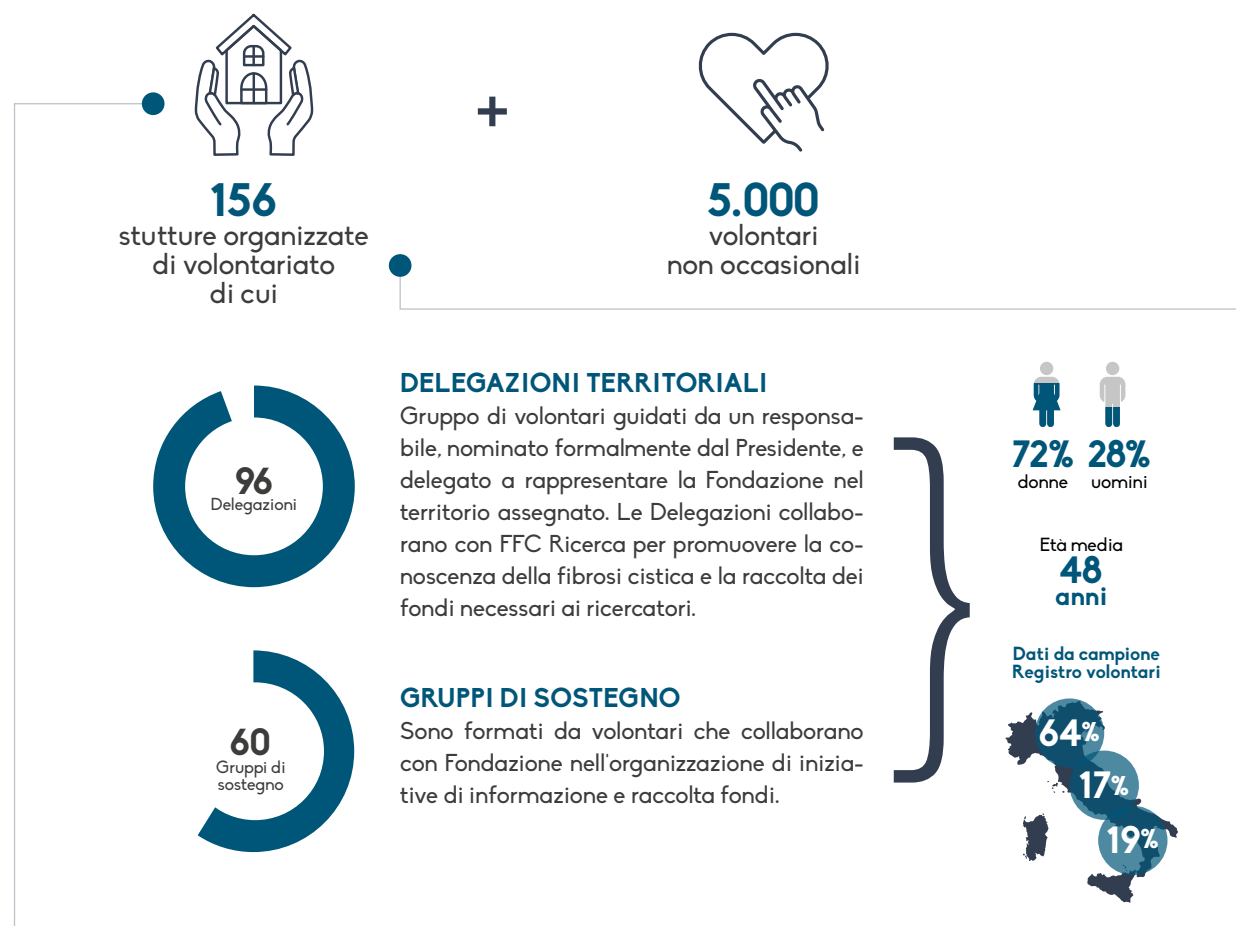 +
156
stutture organizzate
di volontariato
di cui
5.000
volontari
non occasionali
96
Delegazioni
DELEGAZIONI TERRITORIALI
Gruppo di volontari guidati da un responsa-
bile, nominato formalmente dal Presidente, e
delegato a rappresentare la Fondazione nel
territorio assegnato. Le Delegazioni collabo-
rano con FFC Ricerca per promuovere la co-
noscenza della fibrosi cistica e la raccolta dei
fondi necessari ai ricercatori.
60
Gruppi di
sostegno
GRUPPI DI SOSTEGNO
Sono formati da volontari che collaborano
con Fondazione nell'organizzazione di inizia-
tive di informazione e raccolta fondi.
72% 28%
donne uomini
Età media
48
anni
Dati da campione
Registro volontari
64%
17%
19%